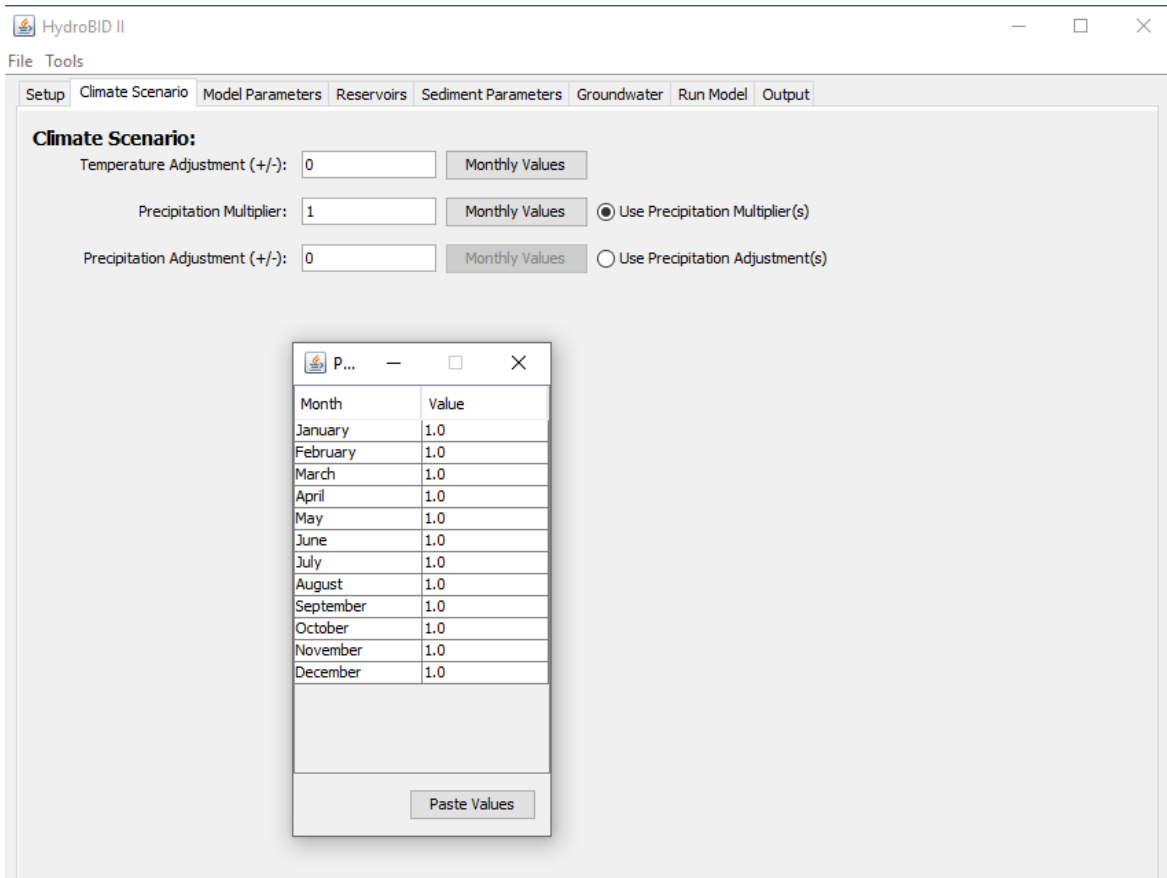 HydroBID II
File Tools
Setup Climate Scenario Model Parameters Reservoirs Sediment Parameters Groundwater Run Model Output
Climate Scenario:
Temperature Adjustment (+/-): 0 Monthly Values
Precipitation Multiplier: 1 Monthly Values Use Precipitation Multiplier(s)
Precipitation Adjustment (+/-): 0 Monthly Values Use Precipitation Adjustment(s)
P...
Month Value
January 1.0
February 1.0
March 1.0
April 1.0
May 1.0
June 1.0
July 1.0
August 1.0
September 1.0
October 1.0
November 1.0
December 1.0
Paste Values